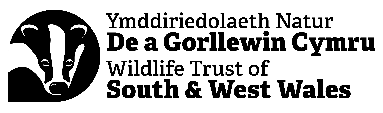 Ymddiriedolaeth Natur
De a Gorllewin Cymru
Wildlife Trust of
South & West Wales